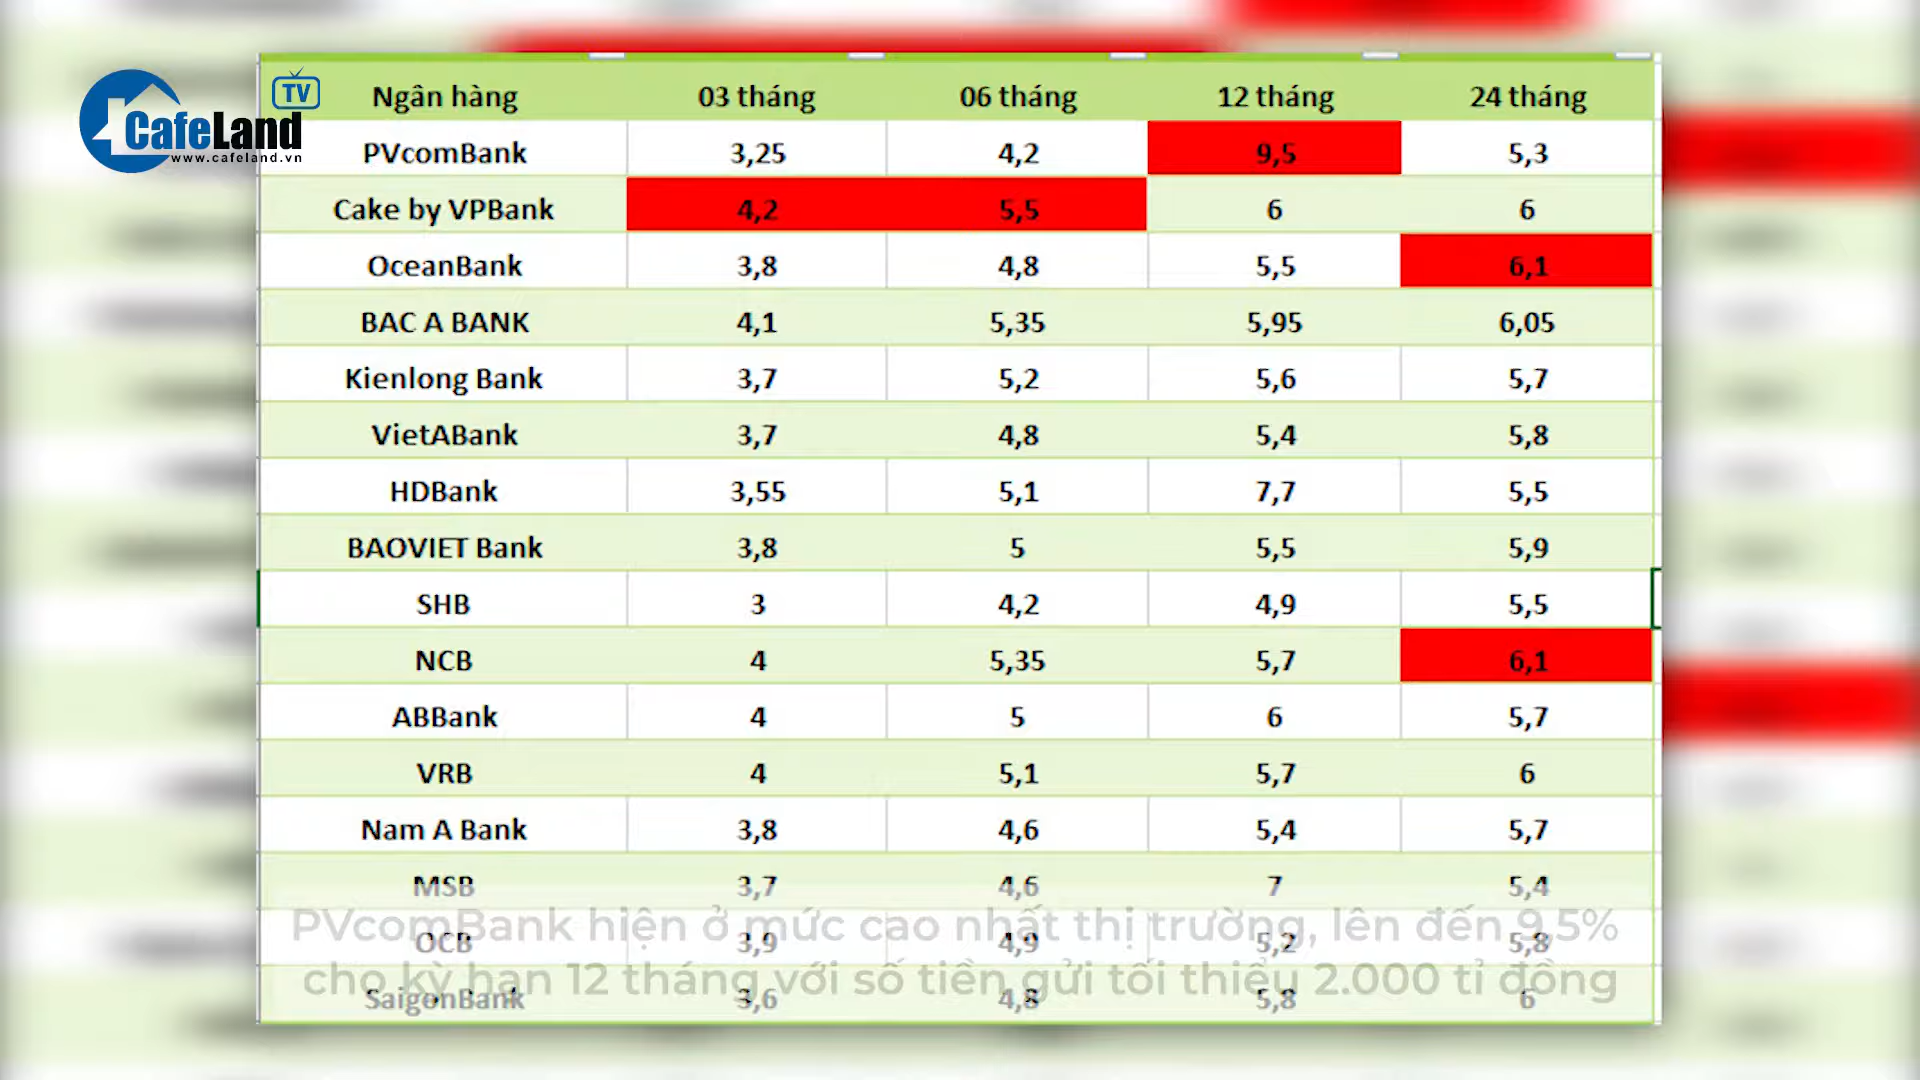 TV
CafeLand
www.cafeland.vn
Ngân hàng 03 tháng 06 tháng 12 tháng 24 tháng
PVcomBank 3,25 4,2 9,5 5,3
Cake by VPBank 4,2 5,5 6 6
OceanBank 3,8 4,8 5,5 6,1
BAC A BANK 4,1 5,35 5,95 6,05
Kienlong Bank 3,7 5,2 5,6 5,7
VietABank 3,7 4,8 5,4 5,8
HDBank 3,55 5,1 7,7 5,5
BAOVIET Bank 3,8 5 5,5 5,9
SHB 3 4,2 4,9 5,5
NCB 4 5,35 5,7 6,1
ABBank 4 5 6 5,7
VRB 4 5,1 5,7 6
Nam A Bank 3,8 4,6 5,4 5,7
MSB 3,7 4,6 7 5,4
OCB 3,9 4,9 5,2 5,8
SaigonBank 3,6 4,8 5,8 6
PVcomBank hiện ở mức cao nhất thị trường, lên đến 9,5%
cho kỳ hạn 12 tháng với số tiền gửi tối thiểu 2.000 tỉ đồng